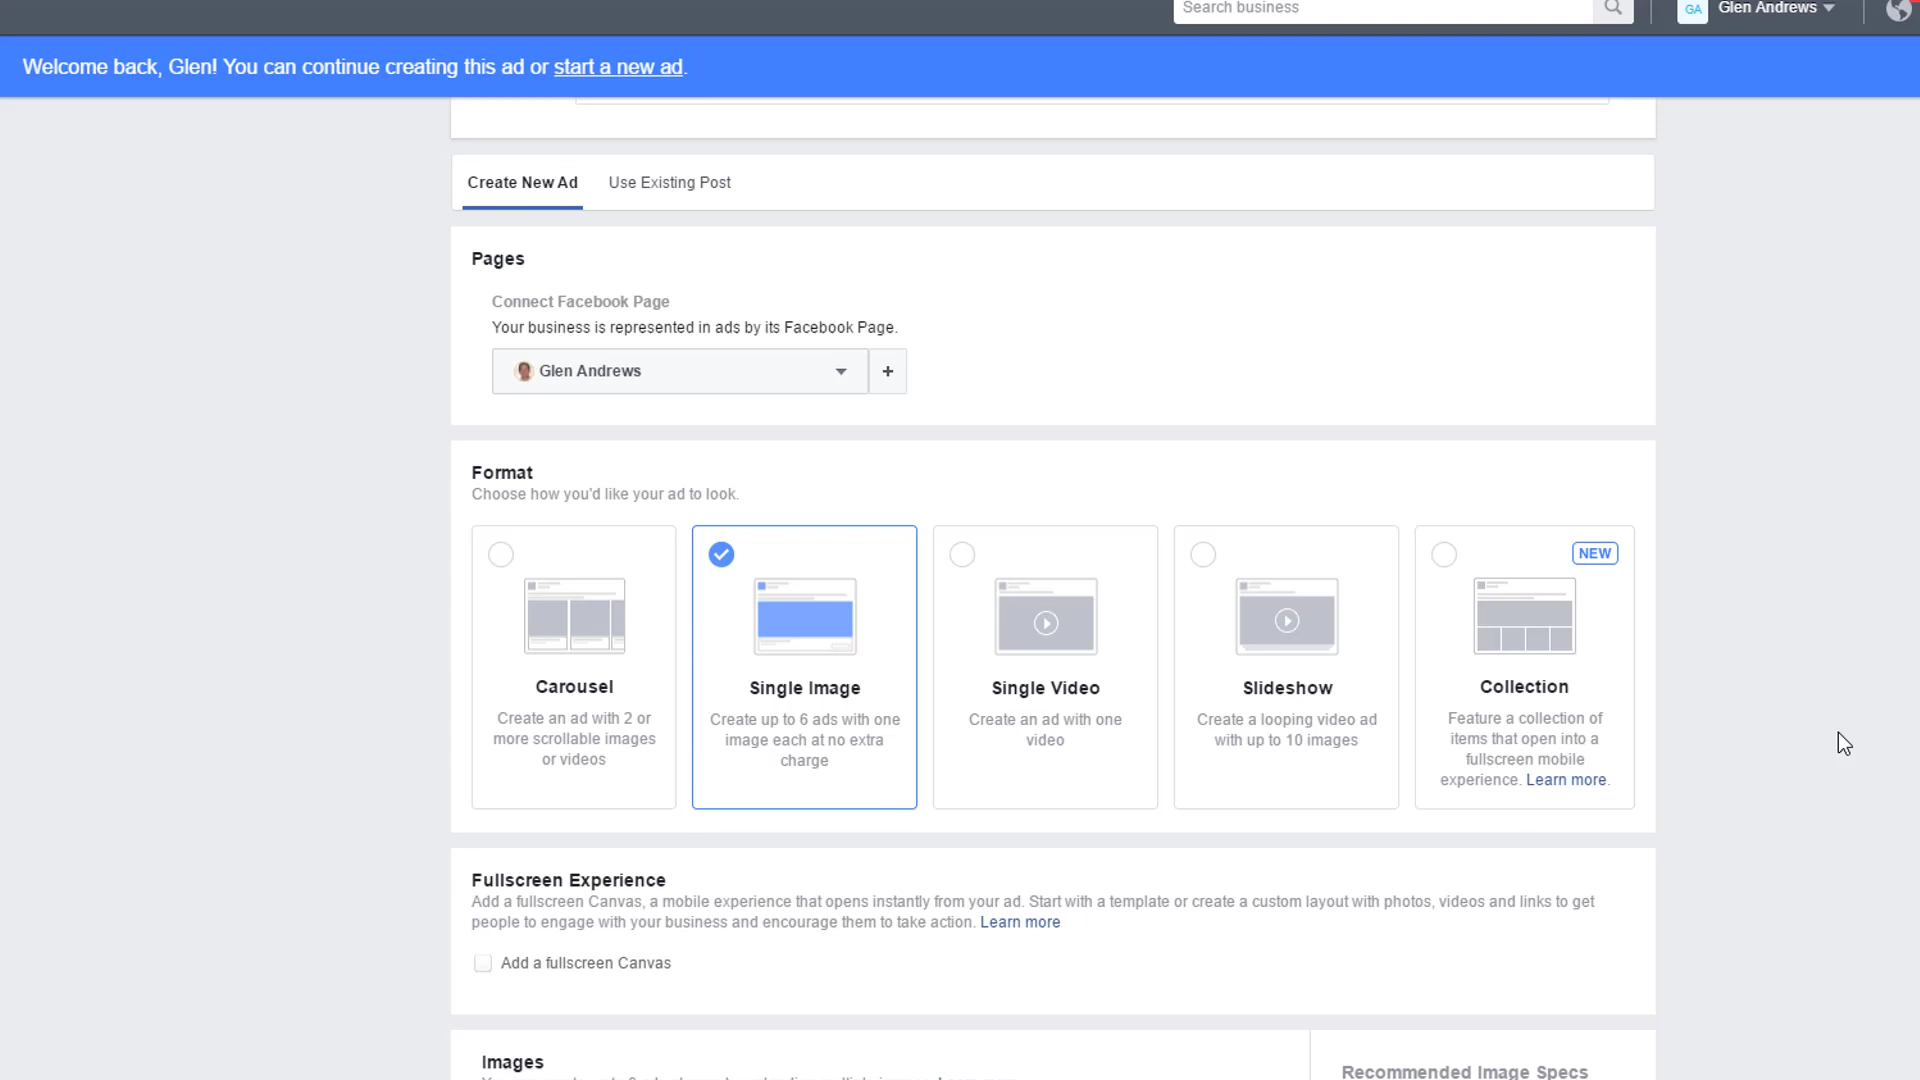 Search business
GA
Glen Andrews
Welcome back, Glen! You can continue creating this ad or start a new ad.
Create New Ad
Use Existing Post
Pages
Connect Facebook Page
Your business is represented in ads by its Facebook Page.
Glen Andrews
+
Format
Choose how you'd like your ad to look.
Carousel
Create an ad with 2 or
more scrollable images
or videos
Single Image
Create up to 6 ads with one
image each at no extra
charge
Single Video
Create an ad with one
video
Slideshow
Create a looping video ad
with up to 10 images
NEW
Collection
Feature a collection of
items that open into a
fullscreen mobile
experience. Learn more.
Fullscreen Experience
Add a fullscreen Canvas, a mobile experience that opens instantly from your ad. Start with a template or create a custom layout with photos, videos and links to get
people to engage with your business and encourage them to take action. Learn more
Add a fullscreen Canvas
Images
Recommended Image Specs